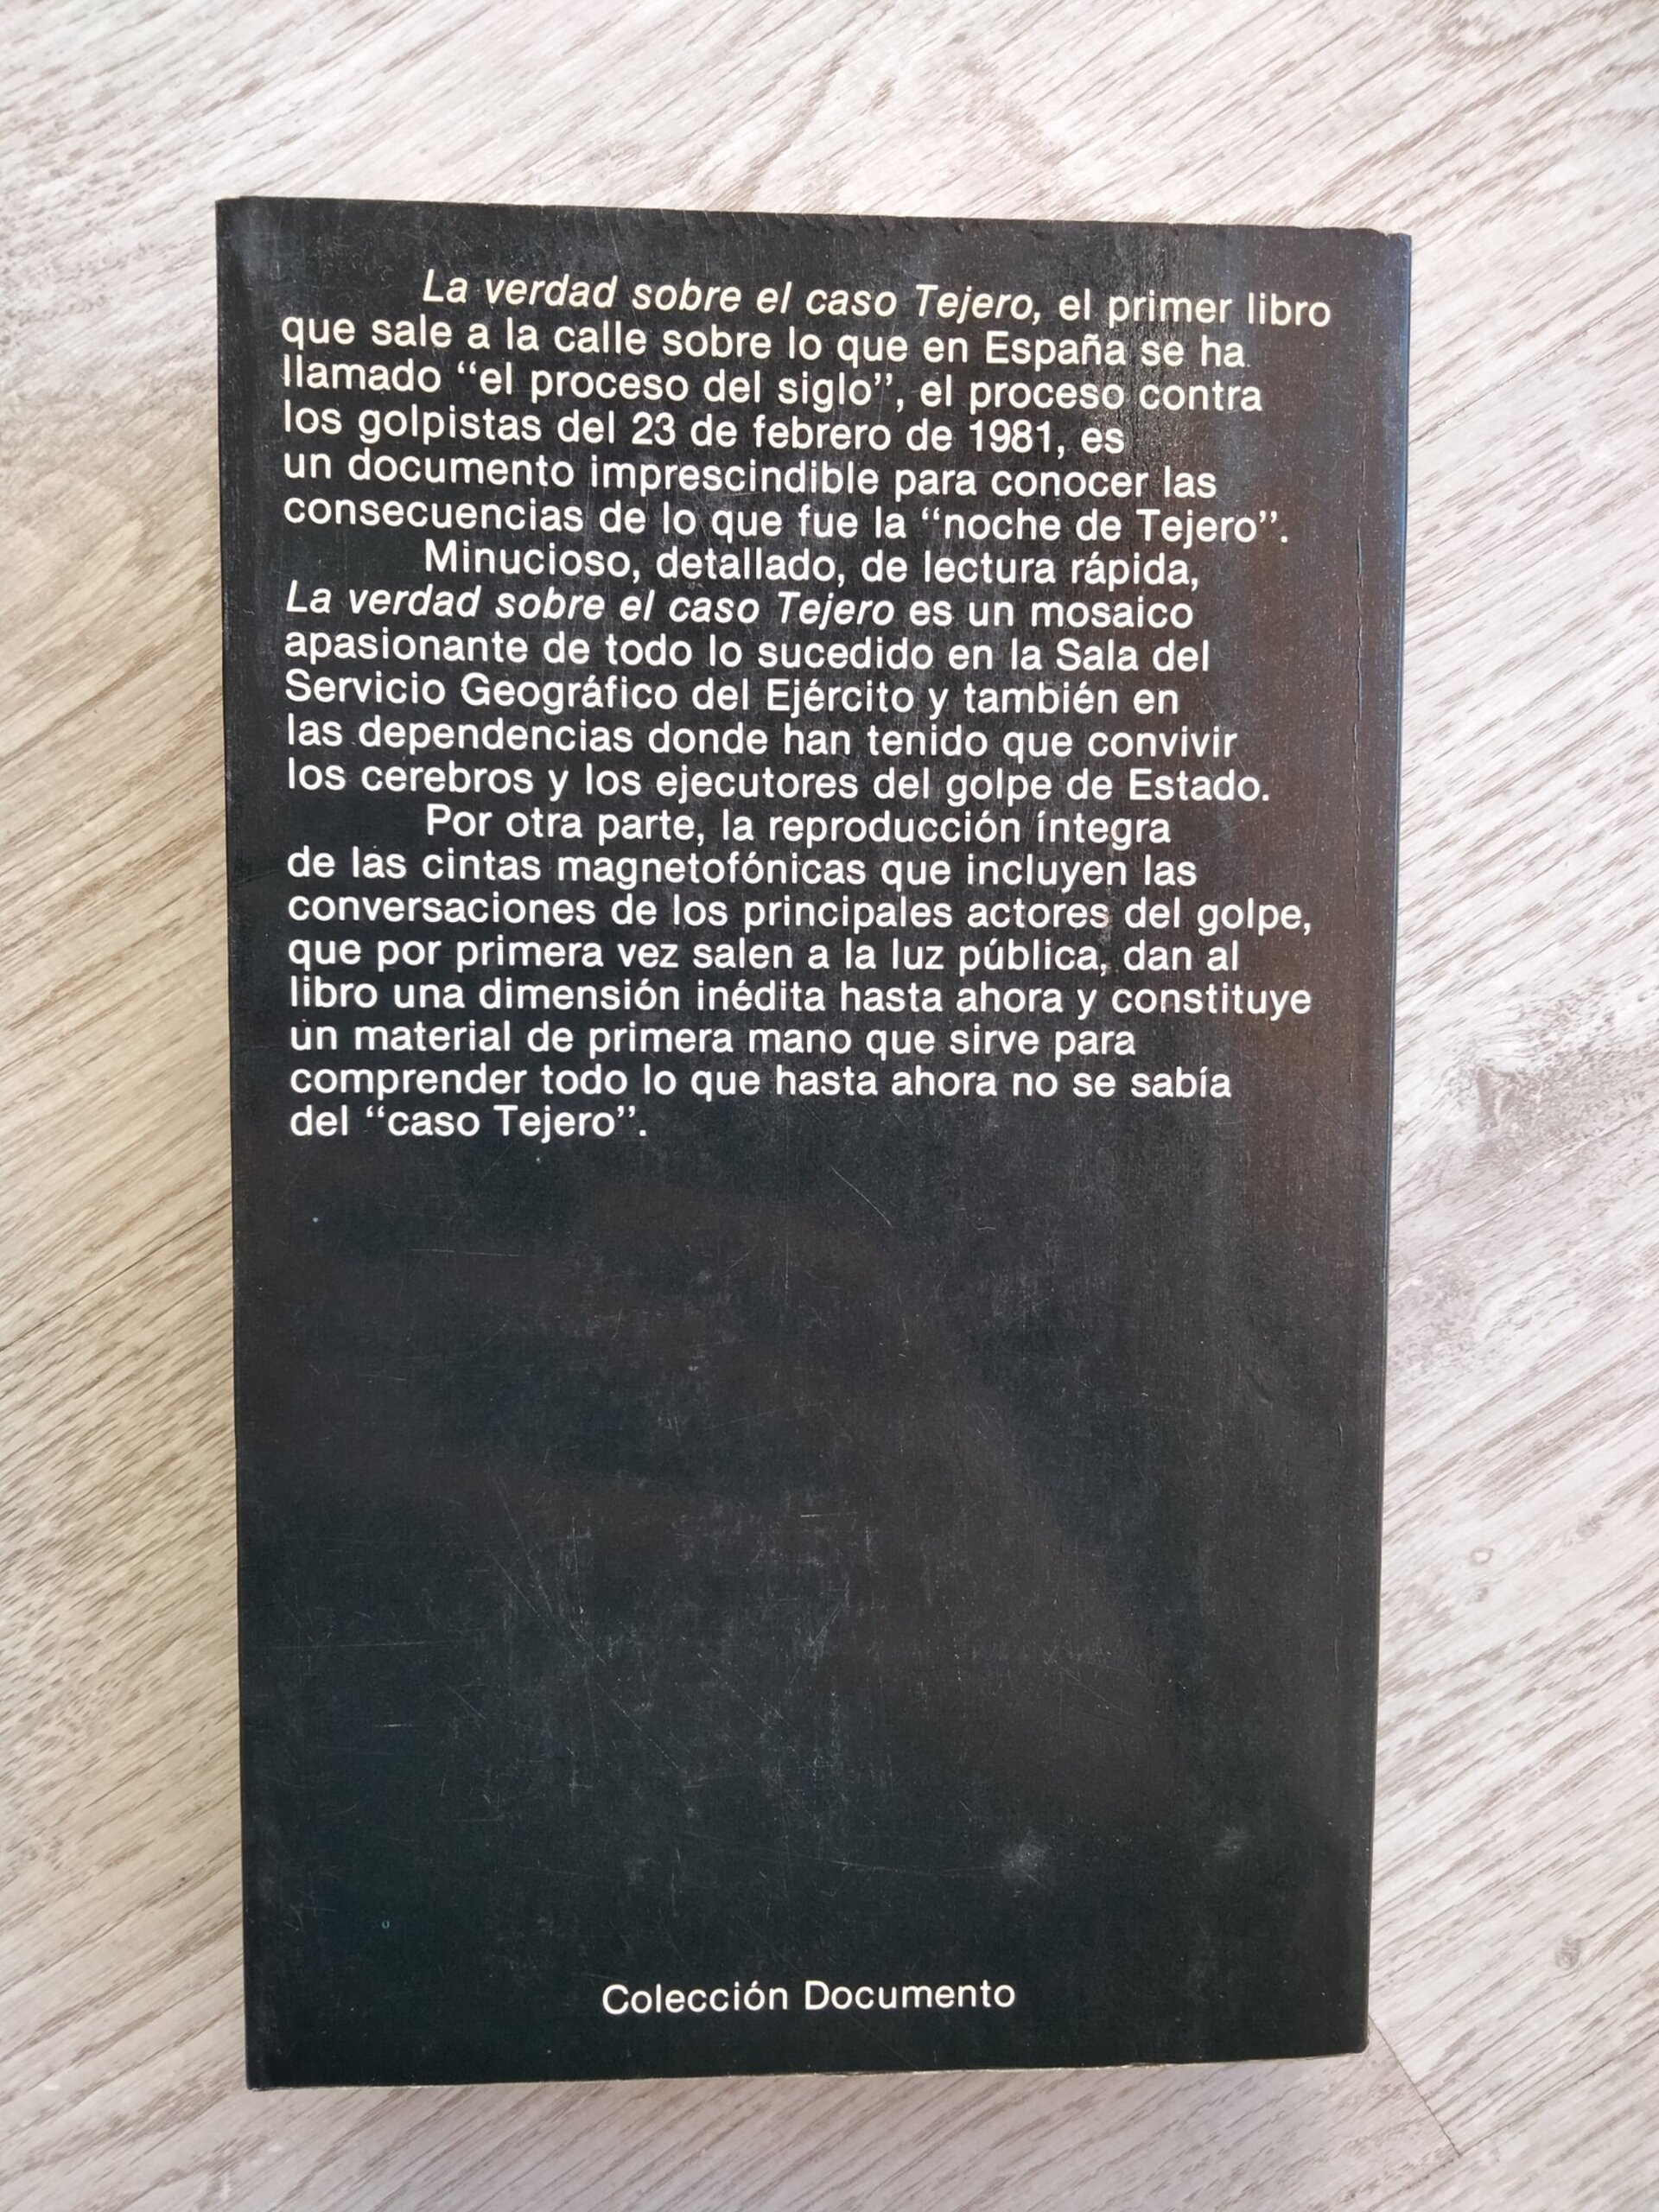 La verdad sobre el caso Tejero, el primer libro
que sale a la calle sobre lo que en España se ha
llamado “el proceso del siglo”, el proceso contra
los golpistas del 23 de febrero de 1981, es
un documento imprescindible para conocer las
consecuencias de lo que fue la “noche de Tejero”.
Minucioso, detallado, de lectura rápida,
La verdad sobre el caso Tejero es un mosaico
apasionante de todo lo sucedido en la Sala del
Servicio Geográfico del Ejército y también en
las dependencias donde han tenido que convivir
los cerebros y los ejecutores del golpe de Estado.
Por otra parte, la reproducción íntegra
de las cintas magnetofónicas que incluyen las
conversaciones de los principales actores del golpe,
que por primera vez salen a la luz pública, dan al
libro una dimensión inédita hasta ahora y constituye
un material de primera mano que sirve para
comprender todo lo que hasta ahora no se sabía
del “caso Tejero”.
Colección Documento